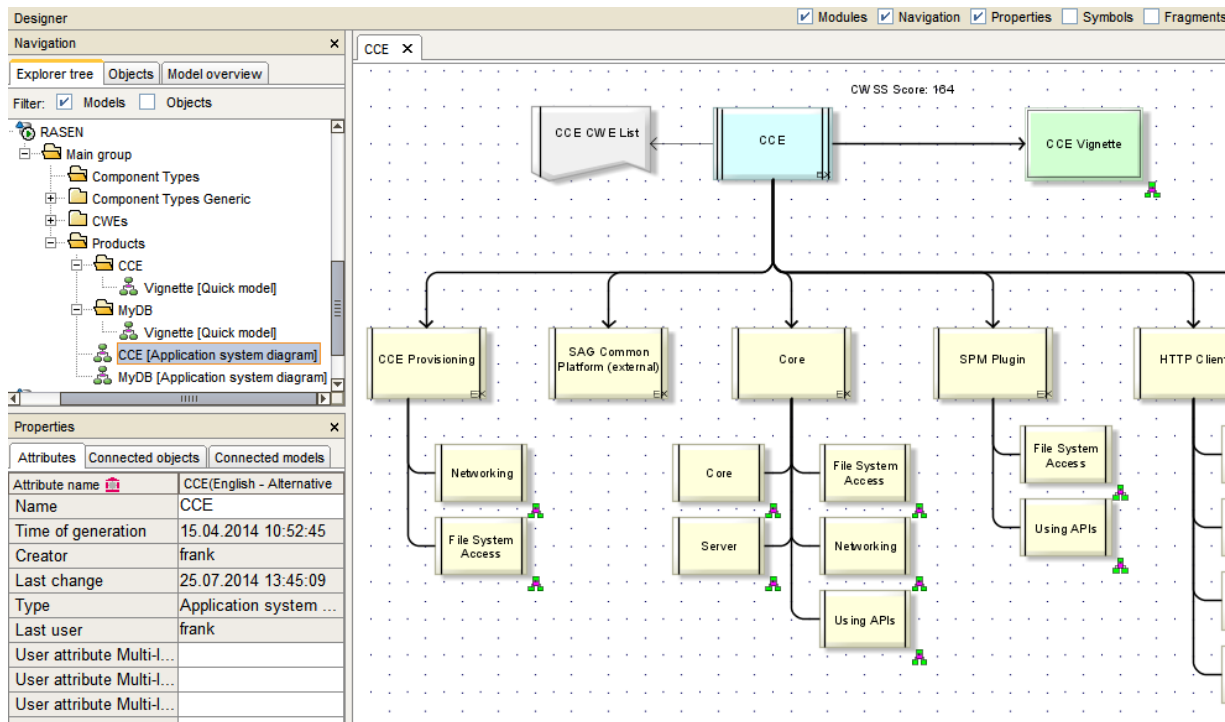 Designer
Modules Navigation Properties Symbols Fragments
Navigation
Explorer tree Objects Model overview
Filter: Models Objects
RASEN
Main group
Component Types
Component Types Generic
CWEs
Products
CCE
Vignette [Quick model]
MyDB
Vignette [Quick model]
CCE [Application system diagram]
MyDB [Application system diagram]
Properties
Attributes Connected objects Connected models
Attribute name CCE(English - Alternative
Name CCE
Time of generation 15.04.2014 10:52:45
Creator frank
Last change 25.07.2014 13:45:09
Type Application system ...
Last user frank
User attribute Multi-l...
User attribute Multi-l...
User attribute Multi-l...
CCE
CWSS Score: 164
CCE CWE List
CCE
EX
CCE Vignette
CCE Provisioning
EX
SAG Common
Platform (external)
EX
Core
EX
SPM Plugin
EX
HTTP Client
Networking
File System
Access
Core
Server
File System
Access
Networking
Using APIs
File System
Access
Using APIs